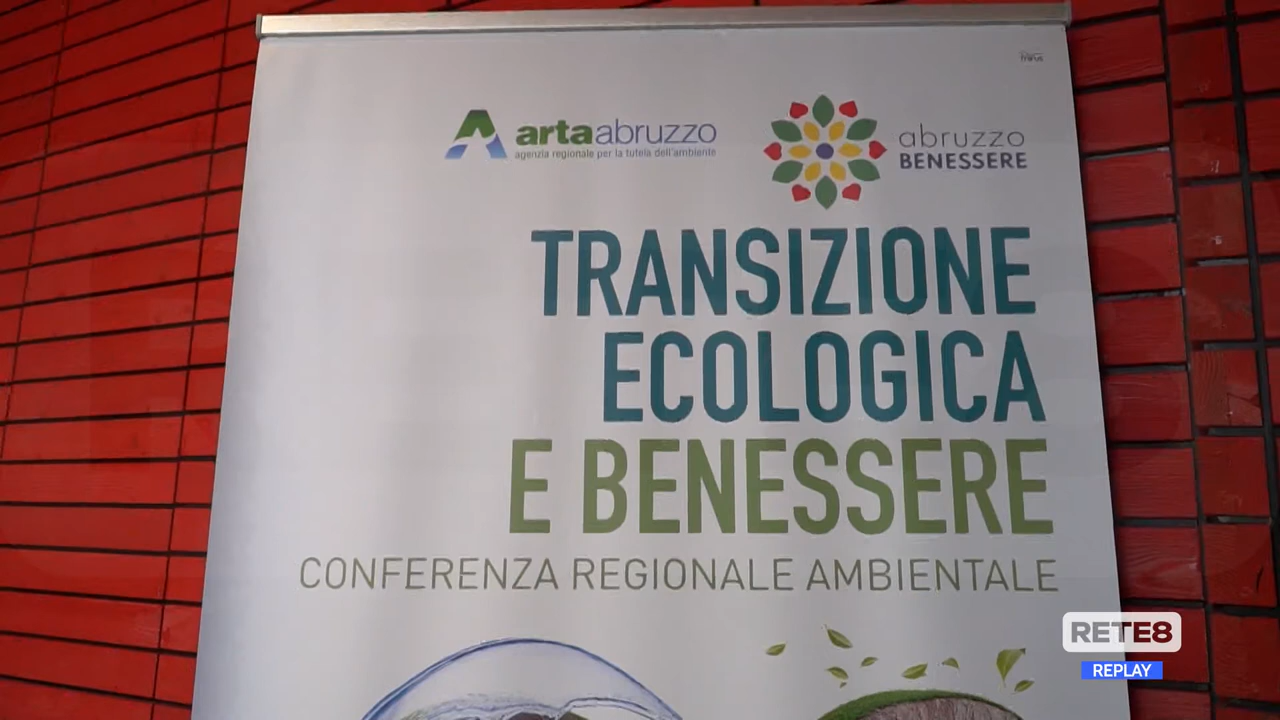 artaabruzzo
agenzia regionale per la tutela dell'ambiente
abruzzo
BENESSERE
TRANSIZIONE
ECOLOGICA
E BENESSERE
CONFERENZA REGIONALE AMBIENTALE
RETE8
REPLAY